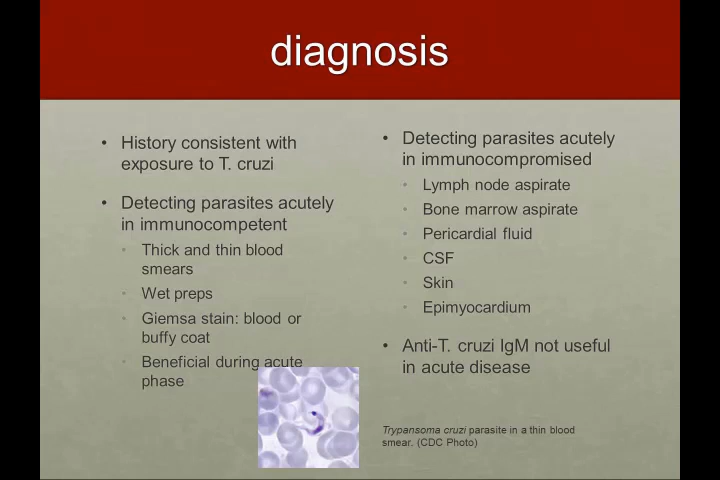 diagnosis
• History consistent with
exposure to T. cruzi
• Detecting parasites acutely
in immunocompetent
• Thick and thin blood
smears
• Wet preps
• Giemsa stain: blood or
buffy coat
• Beneficial during acute
phase
• Detecting parasites acutely
in immunocompromised
• Lymph node aspirate
• Bone marrow aspirate
• Pericardial fluid
• CSF
• Skin
• Epimyocardium
• Anti-T. cruzi IgM not useful
in acute disease
Trypansoma cruzi parasite in a thin blood
smear. (CDC Photo)